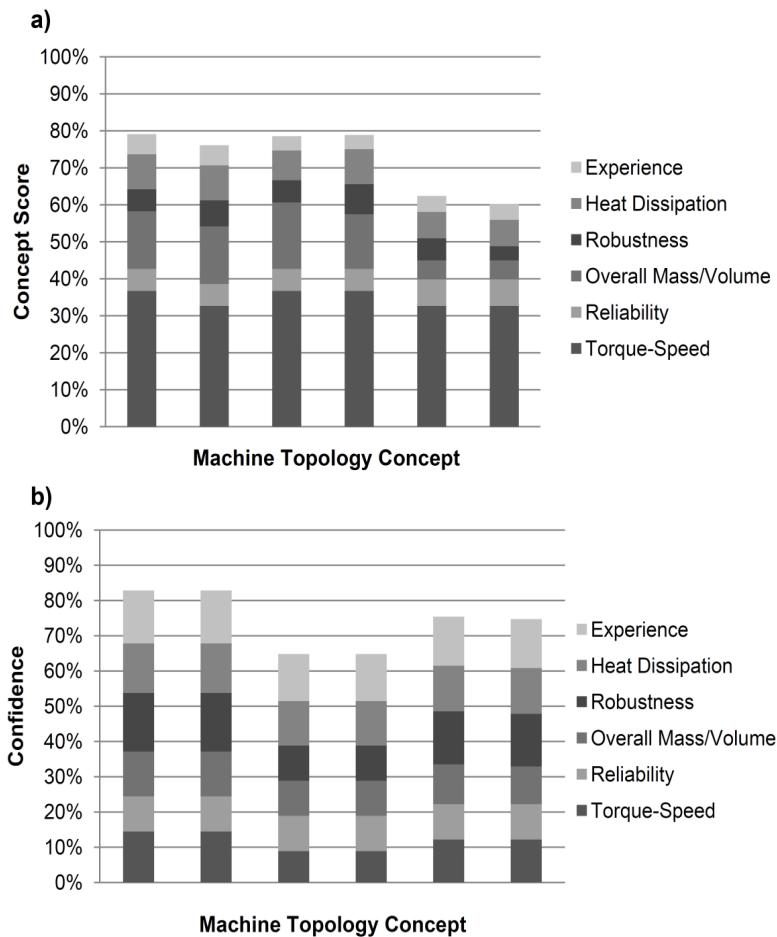 a)
100%
90%
80%
70%
60%
50%
40%
30%
20%
10%
0%
Concept Score
Machine Topology Concept
Experience
Heat Dissipation
Robustness
Overall Mass/Volume
Reliability
Torque-Speed
b)
100%
90%
80%
70%
60%
50%
40%
30%
20%
10%
0%
Confidence
Machine Topology Concept
Experience
Heat Dissipation
Robustness
Overall Mass/Volume
Reliability
Torque-Speed